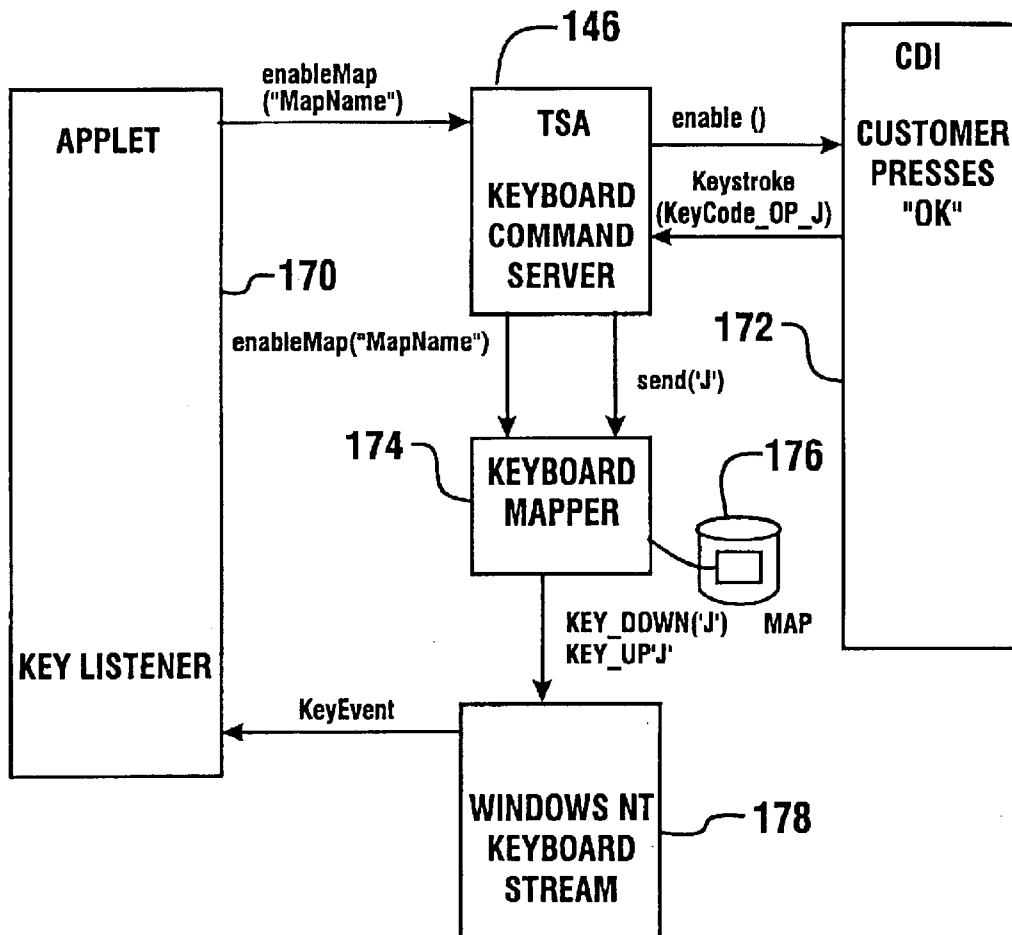 146
enableMap
("MapName")
APPLET
TSA
KEYBOARD
COMMAND
SERVER
enable ()
Keystroke
(KeyCode_OP_J)
CDI
CUSTOMER
PRESSES
"OK"
170
172
enableMap("MapName")
send('J')
174
KEYBOARD
MAPPER
176
MAP
KEY_DOWN('J')
KEY_UP'J'
KEY LISTENER
KeyEvent
WINDOWS NT
KEYBOARD
STREAM
178